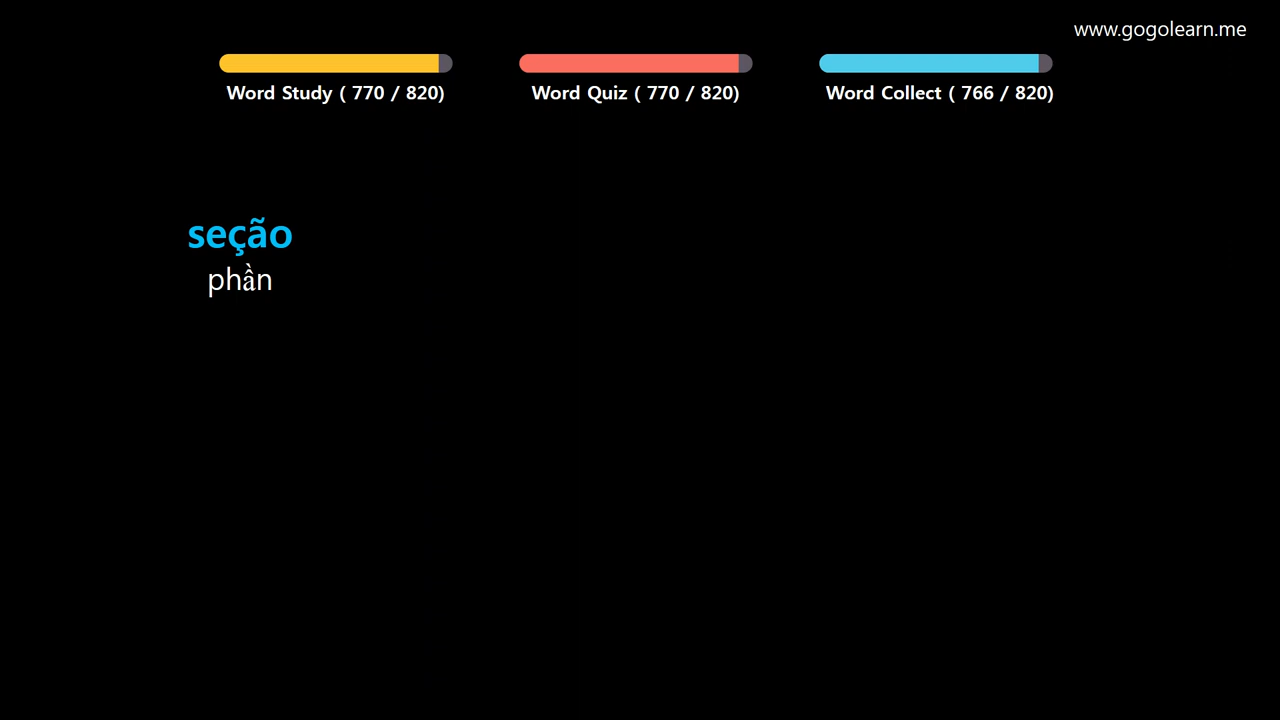 www.gogolearn.me
Word Study ( 770 / 820)
Word Quiz ( 770 / 820)
Word Collect ( 766 / 820)
seção
phần